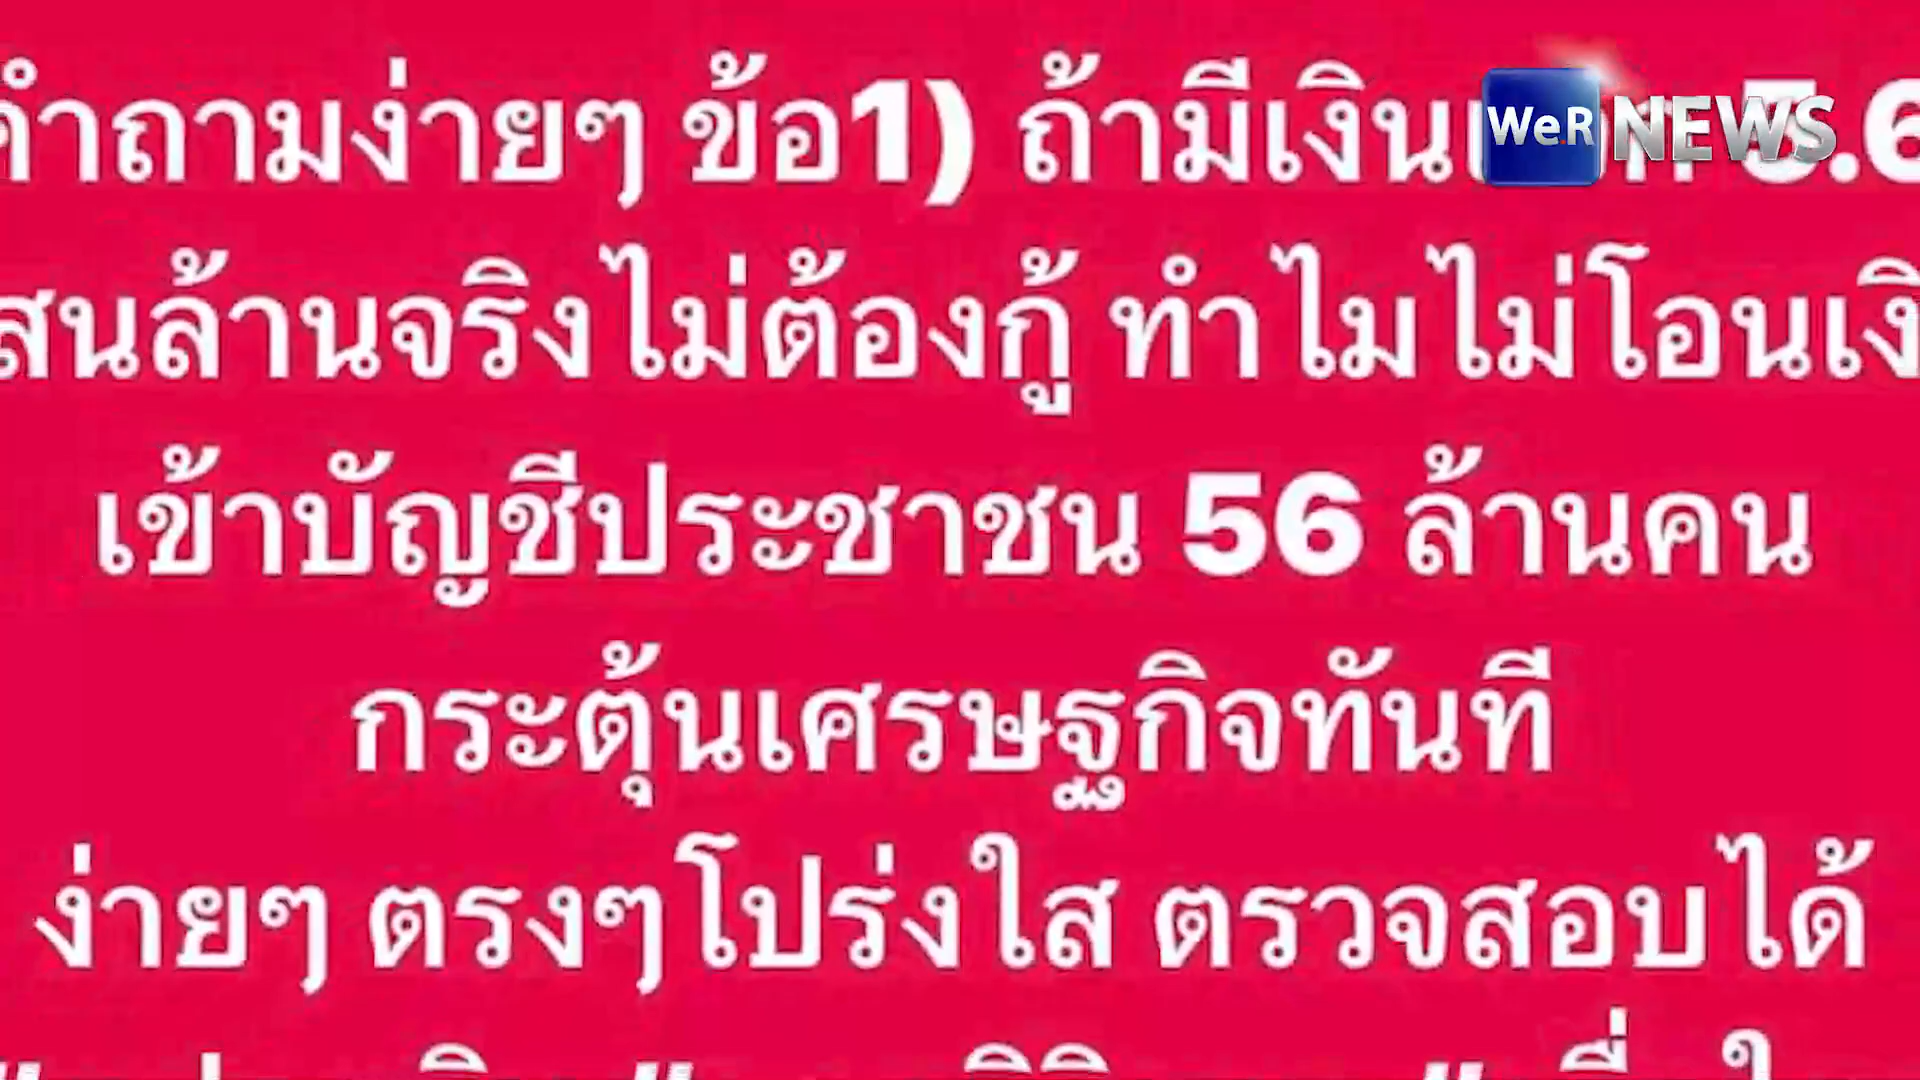 คำถามง่ายๆ ข้อ1) ถ้ามีเงิน
WeR NEWS
สนล้านจริงไม่ต้องกู้ ทำไมไม่โอนเงิ
เข้าบัญชีประชาชน 56 ล้านคน
กระตุ้นเศรษฐกิจทันที
ง่ายๆ ตรงๆโปร่งใส ตรวจสอบได้